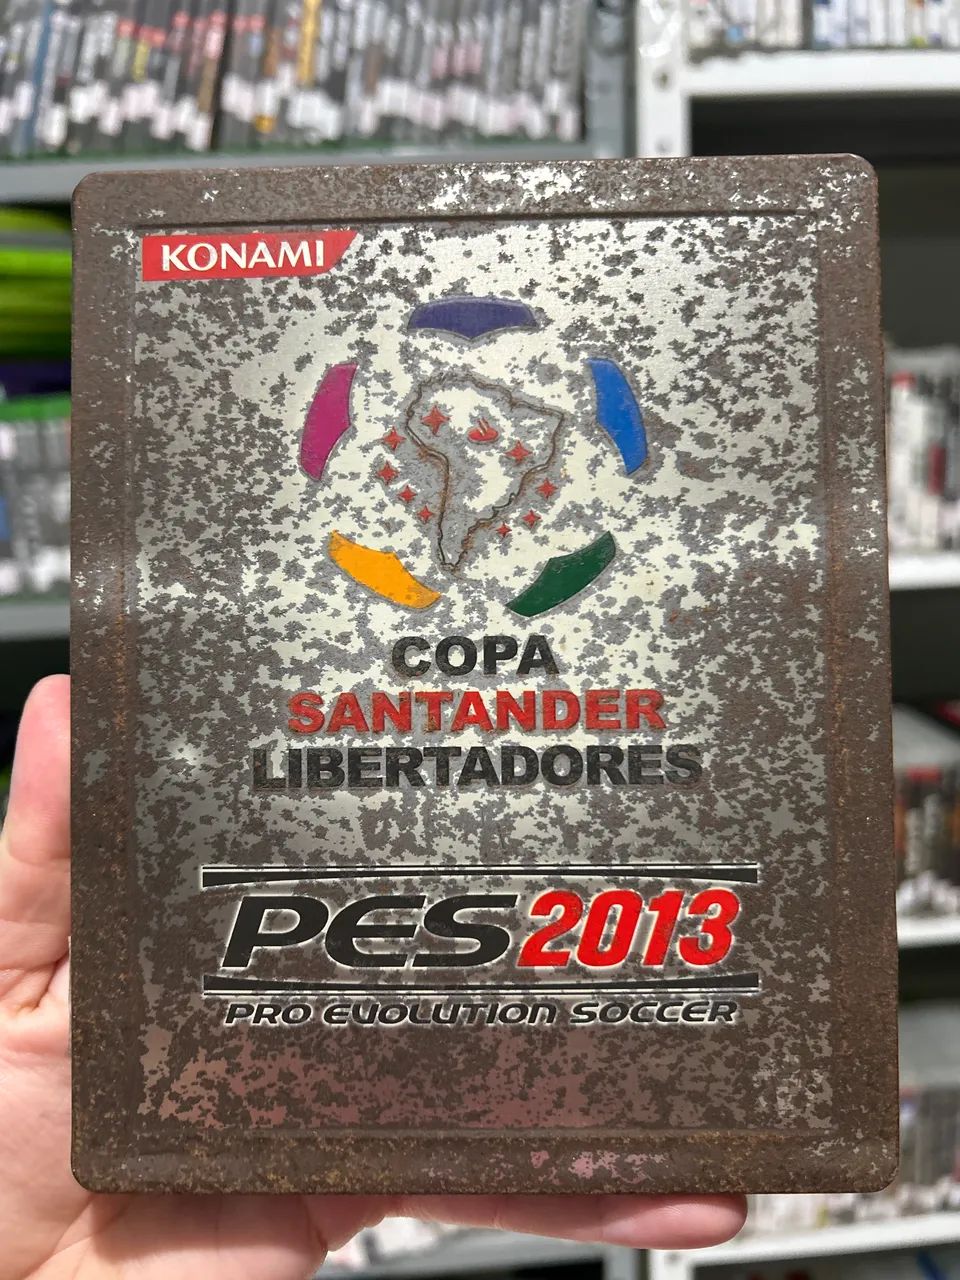 KONAMI
COPA
SANTANDER
LIBERTADORES
PES 2013
PRO EVOLUTION SOCCER